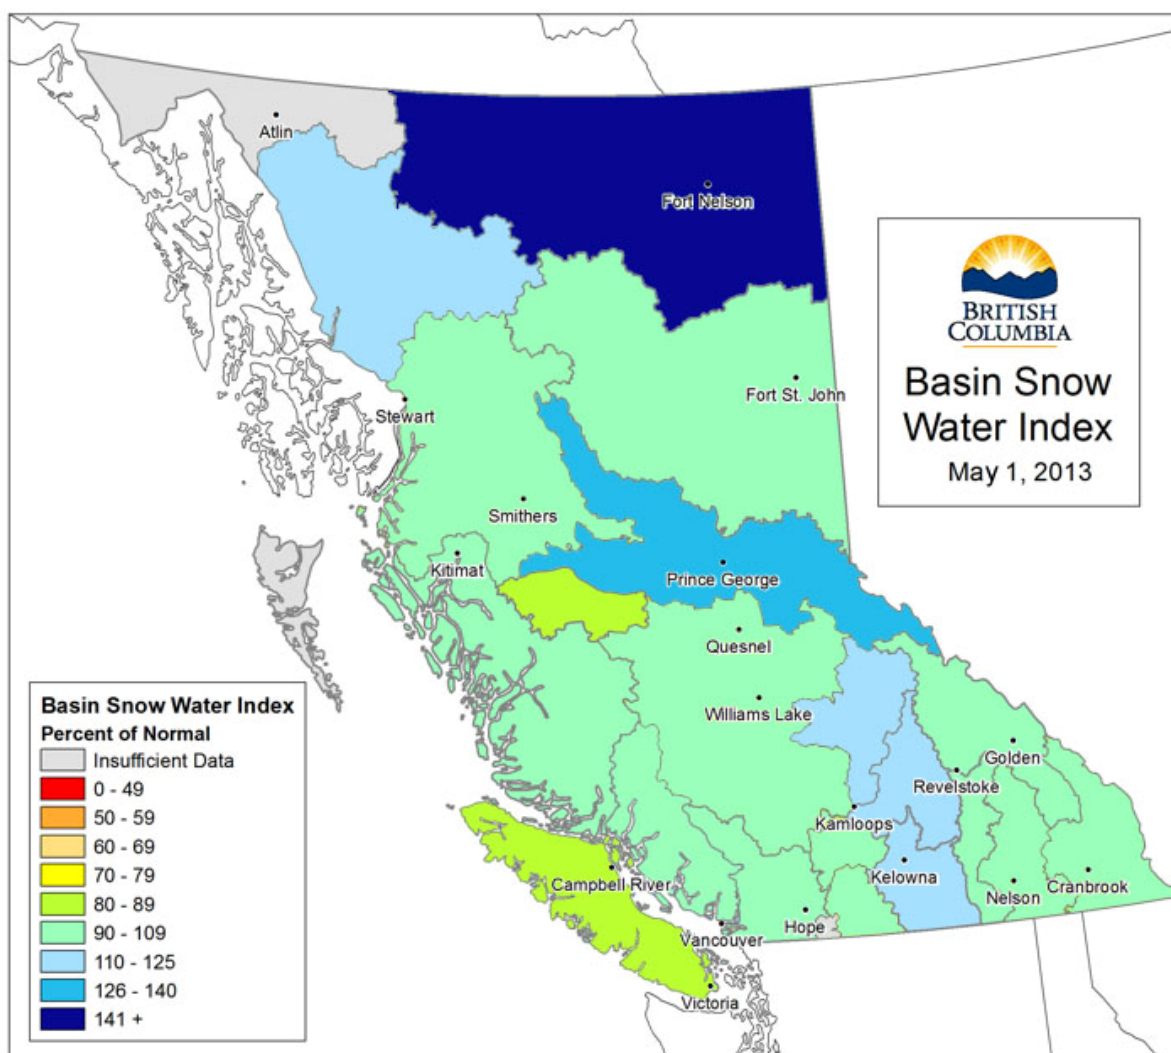 Atlin
Fort Nelson
BRITISH
COLUMBIA
Basin Snow
Water Index
May 1, 2013
Fort St. John
Stewart
Smithers
Kitimat
Prince George
Quesnel
Williams Lake
Golden
Revelstoke
Kamloops
Kelowna
Cranbrook
Nelson
Campbell River
Hope
Vancouver
Victoria
Basin Snow Water Index
Percent of Normal
Insufficient Data
0 - 49
50 - 59
60 - 69
70 - 79
80 - 89
90 - 109
110 - 125
126 - 140
141 +